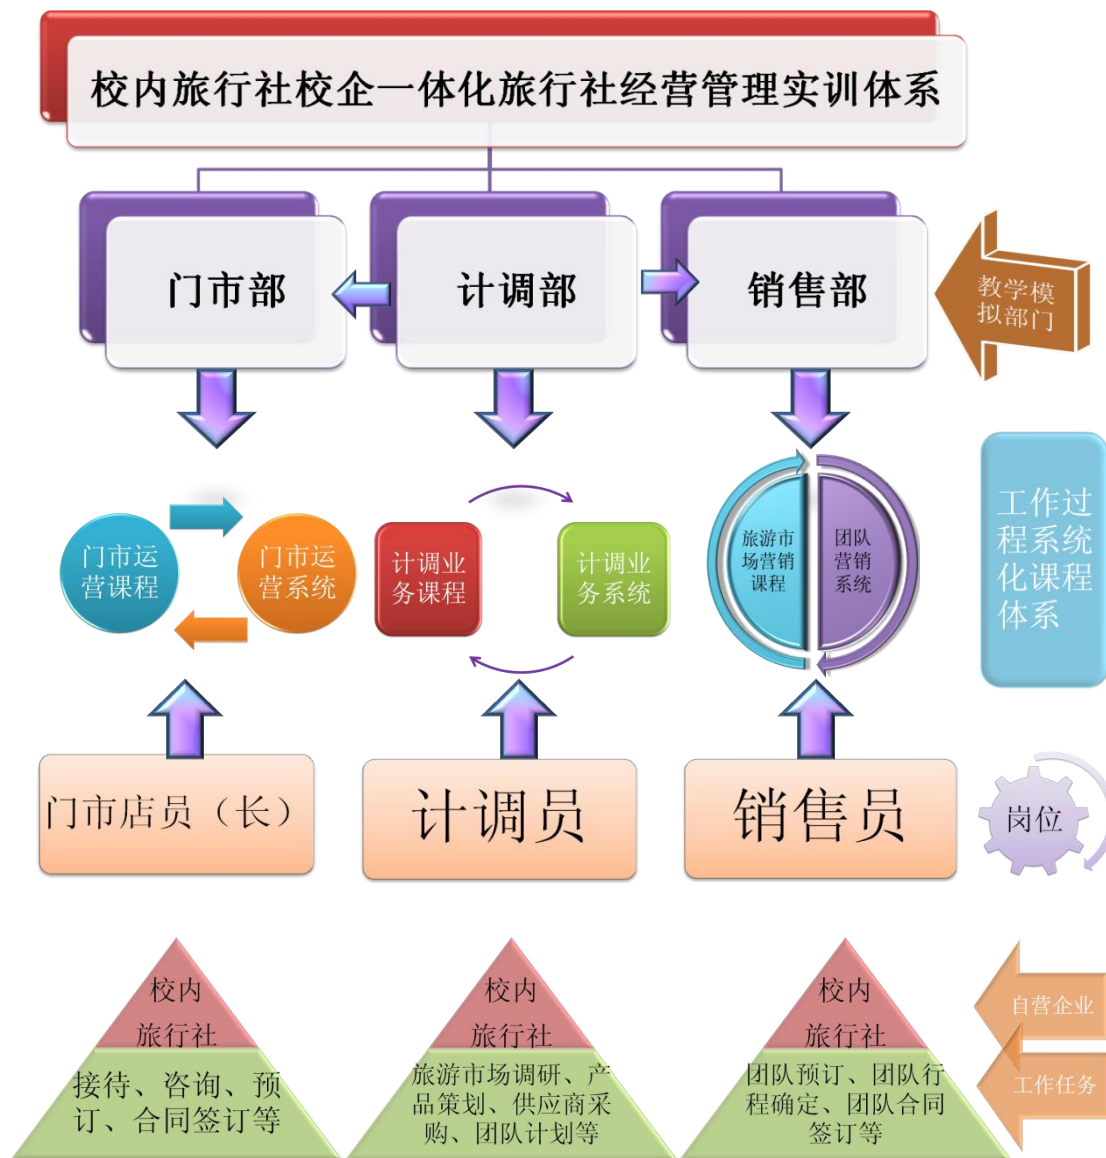 校内旅行社校企一体化旅行社经营管理实训体系
门市部
计调部
销售部
教学模
拟部门
门市运
营课程
门市运
营系统
计调业
务课程
计调业
务系统
旅游市
场营销
课程
团队
营销
系统
工作过
程系统
化课程
体系
门市店员（长）
计调员
销售员
岗位
校内
旅行社
接待、咨询、预
订、合同签订等
校内
旅行社
旅游市场调研、产
品策划、供应商采
购、团队计划等
校内
旅行社
团队预订、团队行
程确定、团队合同
签订等
自营企业
工作任务